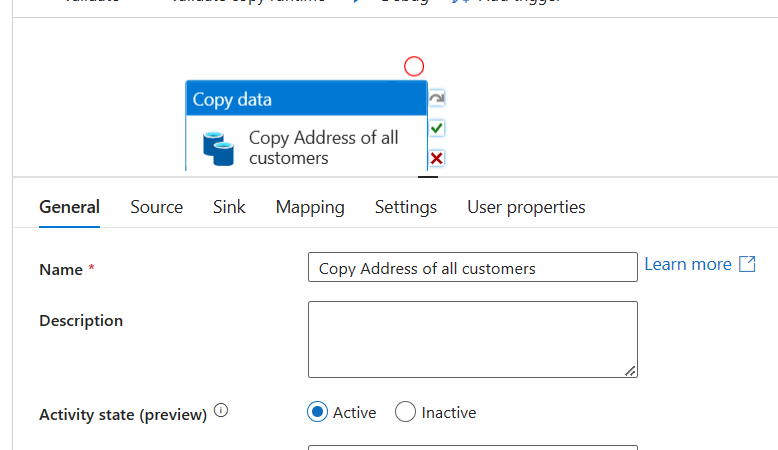 Copy data
Copy Address of all
customers
General Source Sink Mapping Settings User properties
Name * Copy Address of all customers Learn more
Description
Activity state (preview) Active Inactive